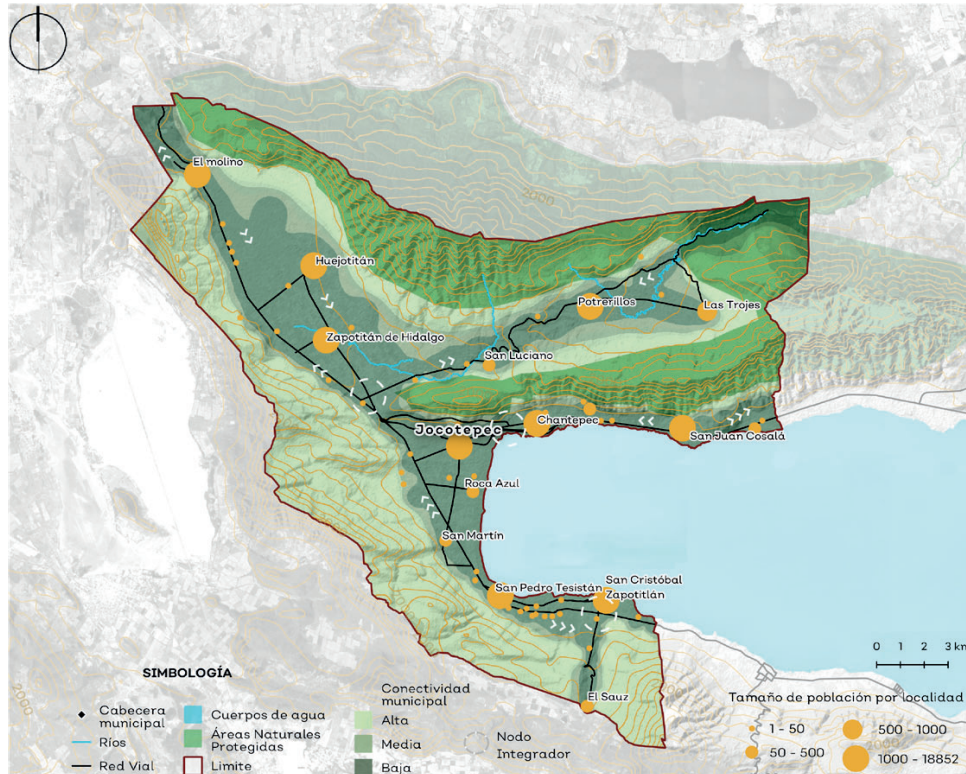 El molino
2000
Huejotitán
Potrerillos
Las Trojes
Zapotitán de Hidalgo
San Luciano
Chantepec
Jocotepec
San Juan Cosalá
Roca Azul
San Martín
San Cristóbal
Zapotitlán
San Pedro Tesistán
El Sauz
0 1 2 3 km
2000
SIMBOLOGÍA
Cabecera
municipal
Ríos
Red Vial
Cuerpos de agua
Áreas Naturales
Protegidas
Limite
Conectividad
municipal
Alta
Media
Baja
Nodo
Integrador
Tamaño de población por localidad
1 - 50
50 - 500
500 - 1000
1000 - 18852
2000